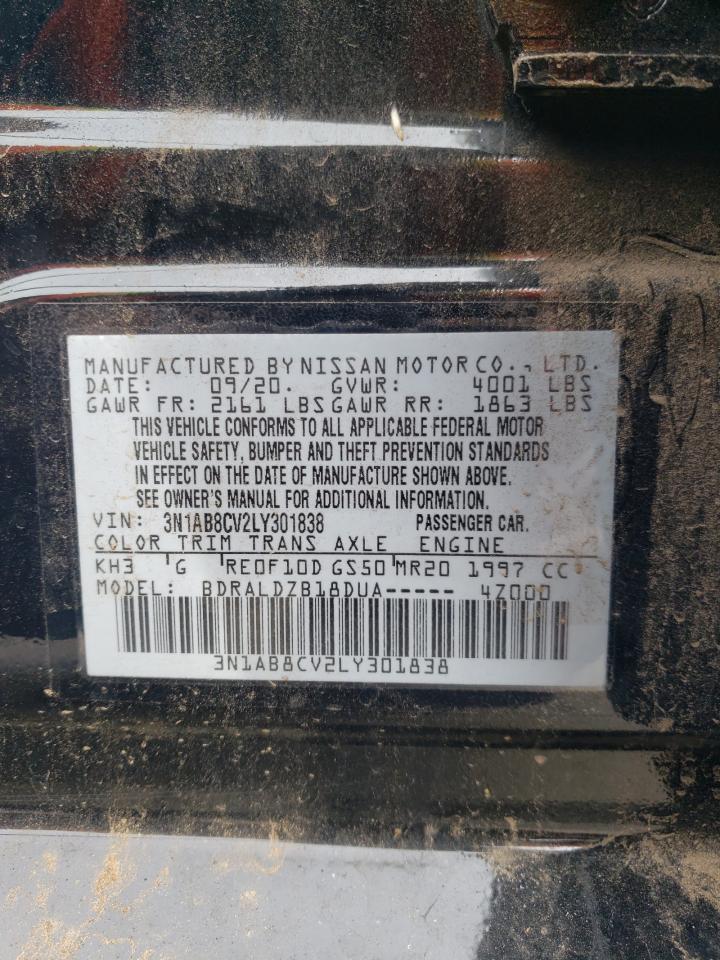 MANUFACTURED BY NISSAN MOTOR CO., LTD.
DATE: 09/20. GVWR: 4001 LBS
GAWR FR: 2161 LBS GAWR RR: 1863 LBS
THIS VEHICLE CONFORMS TO ALL APPLICABLE FEDERAL MOTOR
VEHICLE SAFETY, BUMPER AND THEFT PREVENTION STANDARDS
IN EFFECT ON THE DATE OF MANUFACTURE SHOWN ABOVE.
SEE OWNER'S MANUAL FOR ADDITIONAL INFORMATION.
VIN: 3N1AB8CV2LY301838 PASSENGER CAR.
COLOR TRIM TRANS AXLE ENGINE
KH3 'G 'RE0F10D GS50'MR20 1997 CC
MODEL: BDRALDZB18DUA----- 4Z000
3N1AB8CV2LY301838